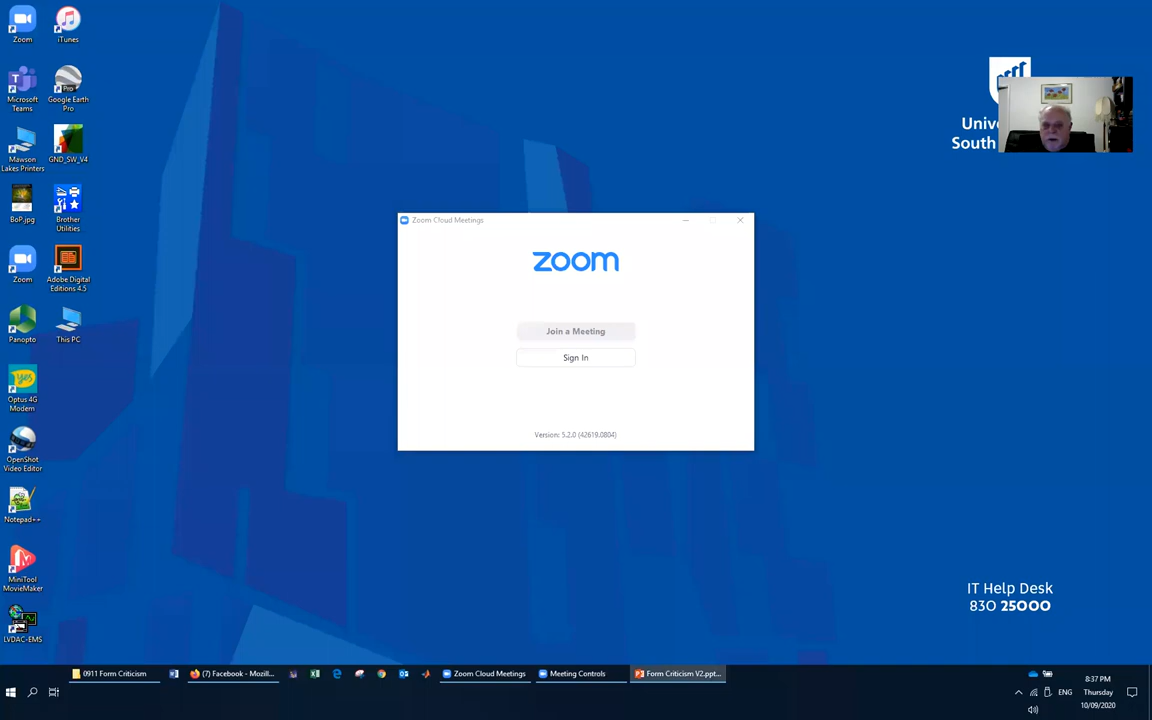 Zoom
iTunes
Microsoft
Teams
Google Earth
Pro
Mawson
Lakes Printers
GND_SW_V4
BoP.jpg
Brother
Utilities
Zoom
Adobe Digital
Editions 4.5
Panopto
This PC
Optus 4G
Modem
OpenShot
Video Editor
Notepad++
MiniTool
MovieMaker
LVDAC-EMS
Zoom Cloud Meetings
zoom
Join a Meeting
Sign In
Version: 5.2.0 (42619.0804)
South
IT Help Desk
830 25000
0911 Form Criticism
(7) Facebook - Mozill...
Zoom Cloud Meetings
Meeting Controls
Form Criticism V2.ppt...
ENG
8:37 PM
Thursday
10/09/2020